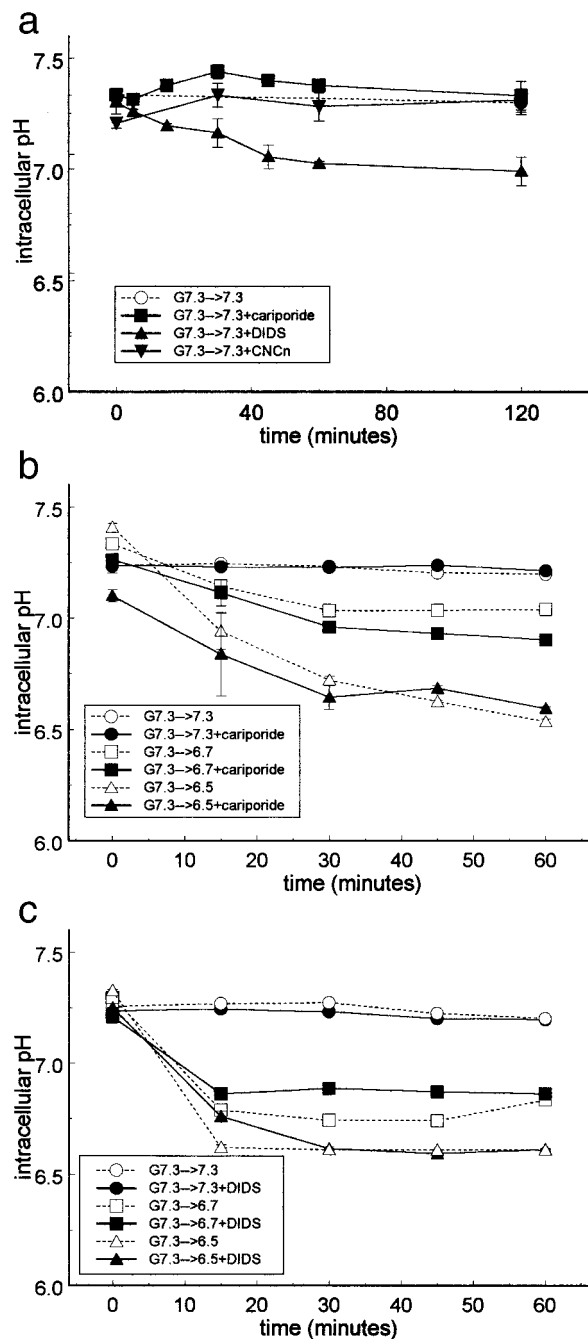 a
7.5
7.0
6.5
6.0
intracellular pH
G7.3-->7.3
G7.3-->7.3+cariporide
G7.3-->7.3+DIDS
G7.3-->7.3+CNCn
0
40
80
120
time (minutes)
b
7.5
7.0
6.5
6.0
intracellular pH
G7.3-->7.3
G7.3-->7.3+cariporide
G7.3-->6.7
G7.3-->6.7+cariporide
G7.3-->6.5
G7.3-->6.5+cariporide
0
10
20
30
40
50
60
time (minutes)
c
7.5
7.0
6.5
6.0
intracellular pH
G7.3-->7.3
G7.3-->7.3+DIDS
G7.3-->6.7
G7.3-->6.7+DIDS
G7.3-->6.5
G7.3-->6.5+DIDS
0
10
20
30
40
50
60
time (minutes)